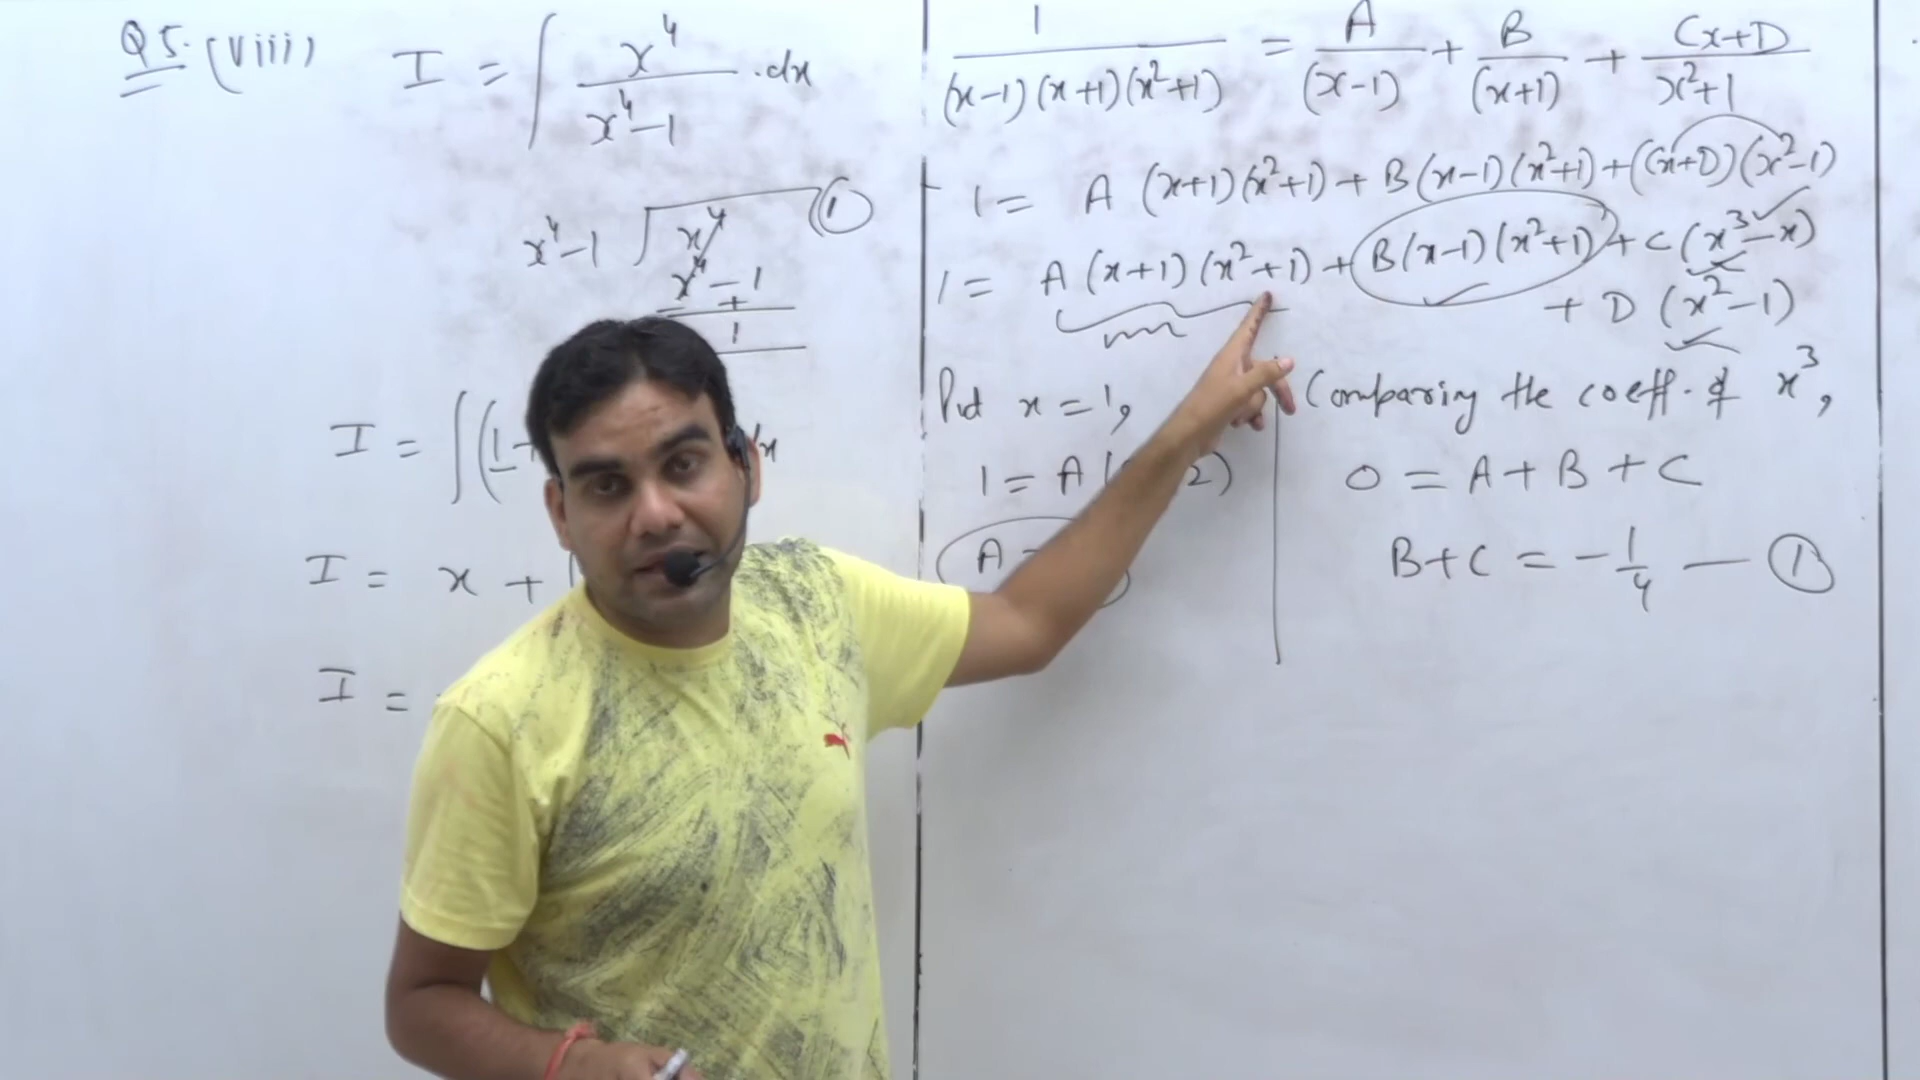 Q5. (viii) I = ∫ x⁴ / (x⁴-1) .dx
x⁴-1 ) x⁴ ( 1
x⁴ - 1
- +
1
I = ∫(1+
dx
I = x +
I =
1 / ((x-1)(x+1)(x²+1)) = A / (x-1) + B / (x+1) + (Cx+D) / (x²+1)
1 = A (x+1)(x²+1) + B(x-1)(x²+1) + (Cx+D)(x²-1)
1 = A (x+1)(x²+1) + B(x-1)(x²+1) + C(x³-x)
+ D (x²-1)
Put x = 1,
1 = A ( 2)
A =
Comparing the coeff. of x³,
0 = A + B + C
B + C = -1/4 — ①